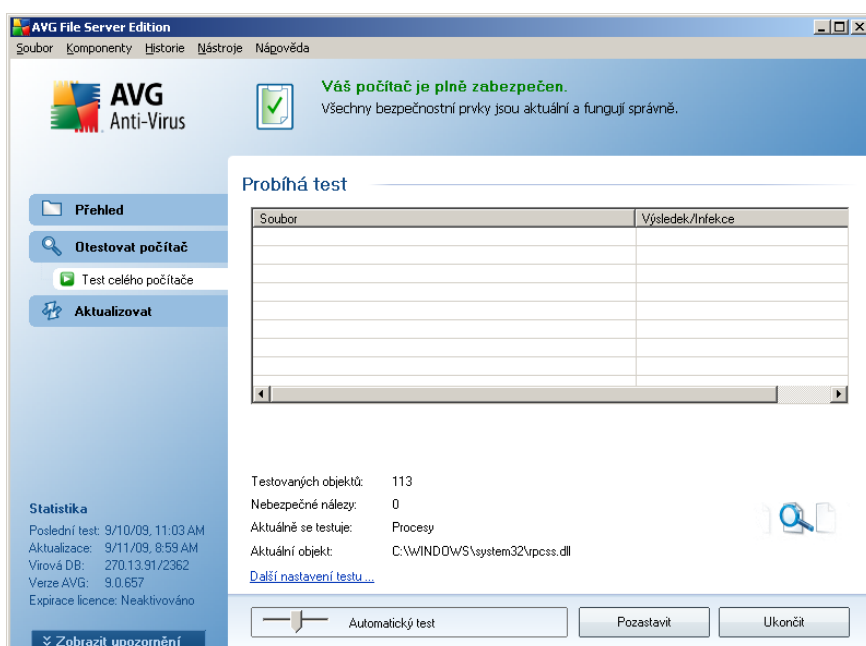 AVG File Server Edition
Soubor Komponenty Historie Nástroje Nápověda
AVG
Anti-Virus
Váš počítač je plně zabezpečen.
Všechny bezpečnostní prvky jsou aktuální a fungují správně.
Přehled
Otestovat počítač
Test celého počítače
Aktualizovat
Probíhá test
Soubor Výsledek/Infekce
Testovaných objektů: 113
Nebezpečné nálezy: 0
Aktuálně se testuje: Procesy
Aktuální objekt: C:\WINDOWS\system32\rpcss.dll
Další nastavení testu ...
Statistika
Poslední test: 9/10/09, 11:03 AM
Aktualizace: 9/11/09, 8:59 AM
Virová DB: 270.13.91/2362
Verze AVG: 9.0.657
Expirace licence: Neaktivováno
Zobrazit upozornění
Automatický test
Pozastavit
Ukončit